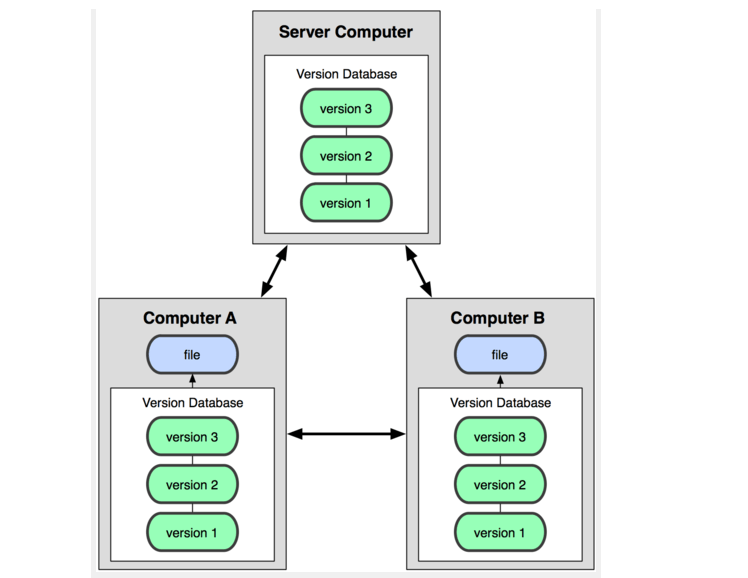 Server Computer
Version Database
version 3
version 2
version 1
Computer A
file
Version Database
version 3
version 2
version 1
Computer B
file
Version Database
version 3
version 2
version 1